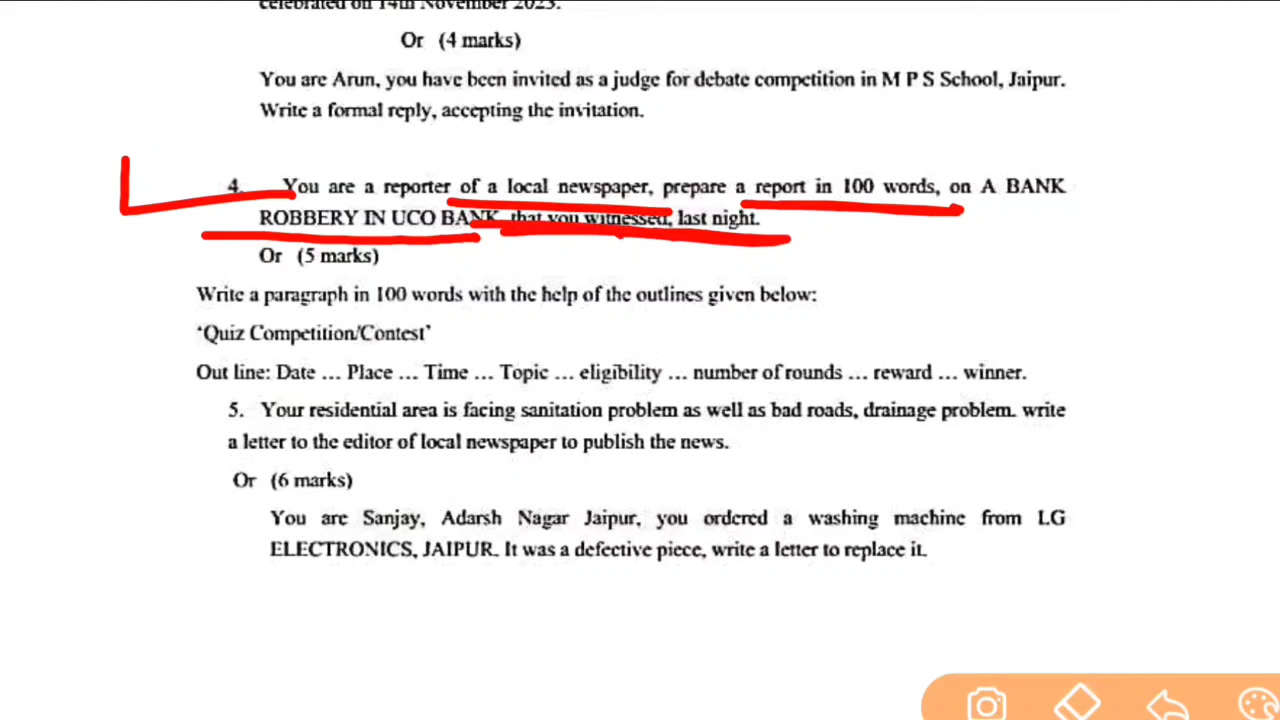 celebrated on 14th November 2023.
Or (4 marks)
You are Arun, you have been invited as a judge for debate competition in M P S School, Jaipur.
Write a formal reply, accepting the invitation.
4. You are a reporter of a local newspaper, prepare a report in 100 words, on A BANK
ROBBERY IN UCO BANK that you witnessed, last night.
Or (5 marks)
Write a paragraph in 100 words with the help of the outlines given below:
‘Quiz Competition/Contest’
Out line: Date ... Place ... Time ... Topic ... eligibility ... number of rounds ... reward ... winner.
5. Your residential area is facing sanitation problem as well as bad roads, drainage problem. write
a letter to the editor of local newspaper to publish the news.
Or (6 marks)
You are Sanjay, Adarsh Nagar Jaipur, you ordered a washing machine from LG
ELECTRONICS, JAIPUR. It was a defective piece, write a letter to replace it.